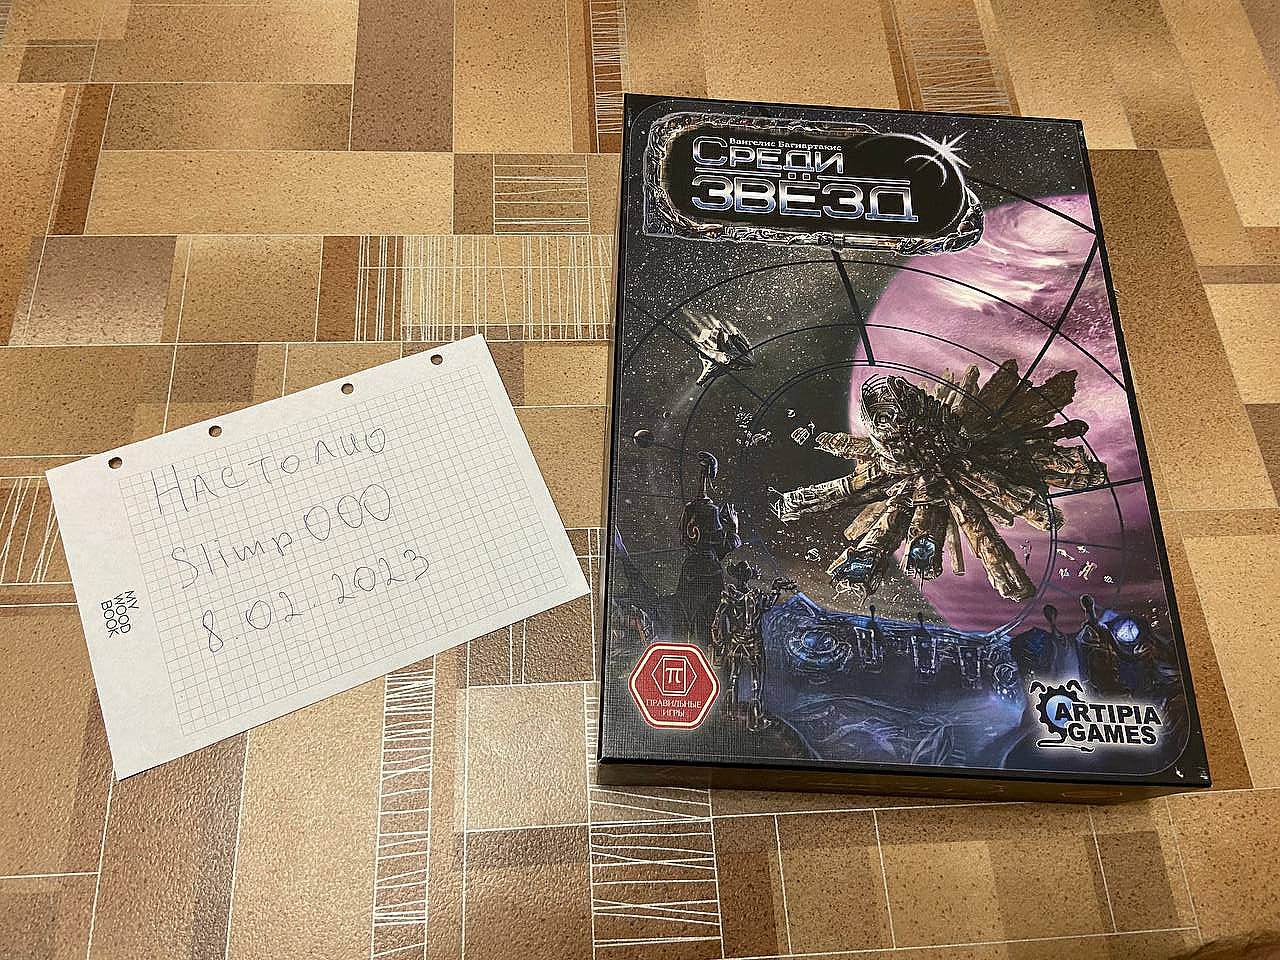 Настолио
Slimp000
8.02.2023
MY
WOOD
BOOK
Вангелис Багиартакис
Среди
ЗВЁЗД
π
ПРАВИЛЬНЫЕ
ИГРЫ
ARTIPIA
GAMES